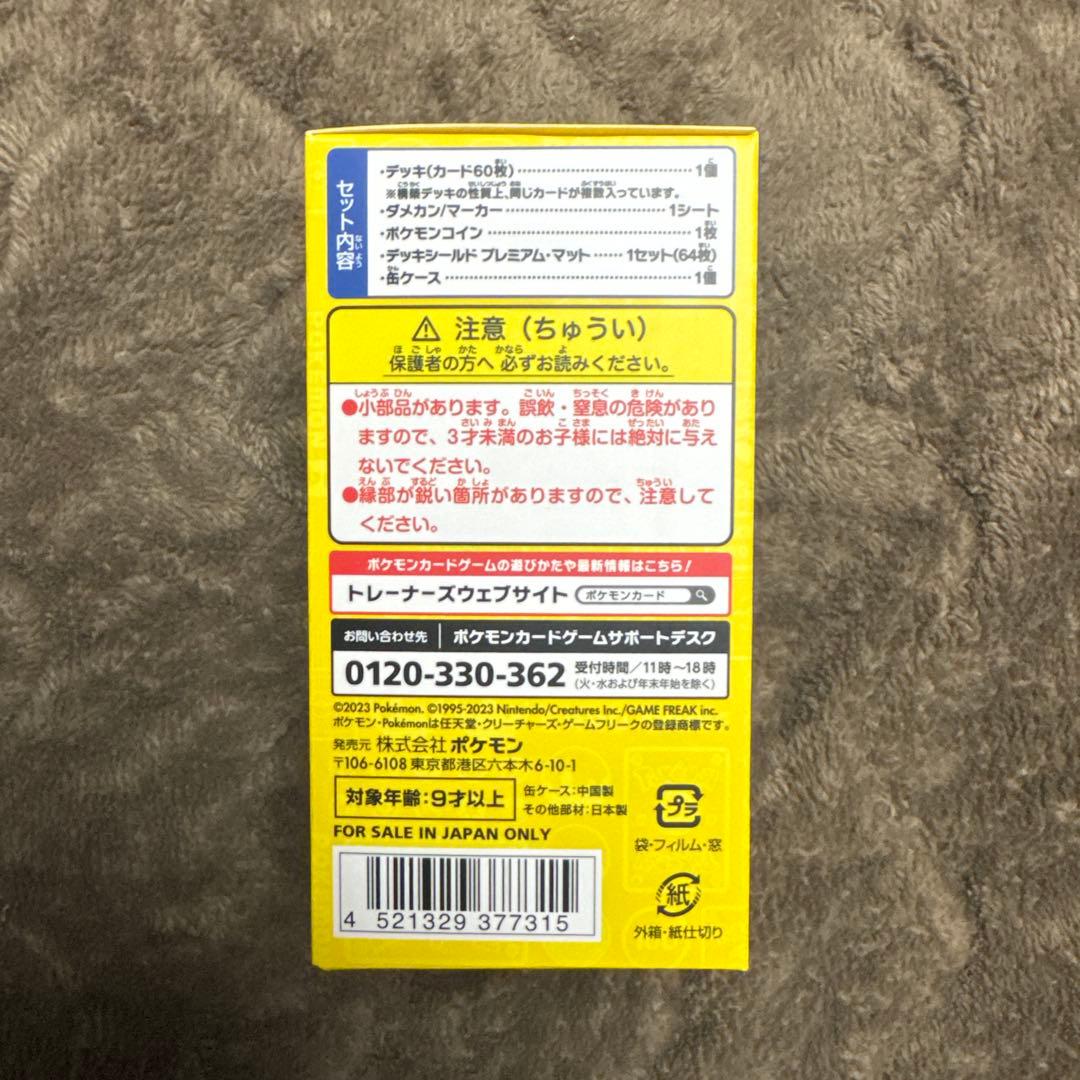 セット内容
ないよう
・デッキ(カード60枚)……………………………1個
※構築デッキの性質上、同じカードが複数入っています。
・ダメカン/マーカー……………………………1シート
・ポケモンコイン……………………………1枚
・デッキシールド プレミアム・マット……1セット(64枚)
・缶ケース……………………………1個
⚠ 注意(ちゅうい)
保護者の方へ 必ずお読みください。
●小部品があります。誤飲・窒息の危険があり
ますので、3才未満のお子様には絶対に与え
ないでください。
●縁部が鋭い箇所がありますので、注意して
ください。
ポケモンカードゲームの遊びかたや最新情報はこちら!
トレーナーズウェブサイト ポケモンカード
お問い合わせ先 ポケモンカードゲームサポートデスク
0120-330-362 受付時間/11時~18時
(火・水および年末年始を除く)
©2023 Pokémon. ©1995-2023 Nintendo/Creatures Inc./GAME FREAK inc.
ポケモン・Pokémonは任天堂・クリーチャーズ・ゲームフリークの登録商標です。
発売元 株式会社 ポケモン
〒106-6108 東京都港区六本木6-10-1
対象年齢:9才以上
缶ケース:中国製
その他部材:日本製
FOR SALE IN JAPAN ONLY
プラ
袋・フィルム・窓
紙
外箱・紙仕切り
4 521329 377315